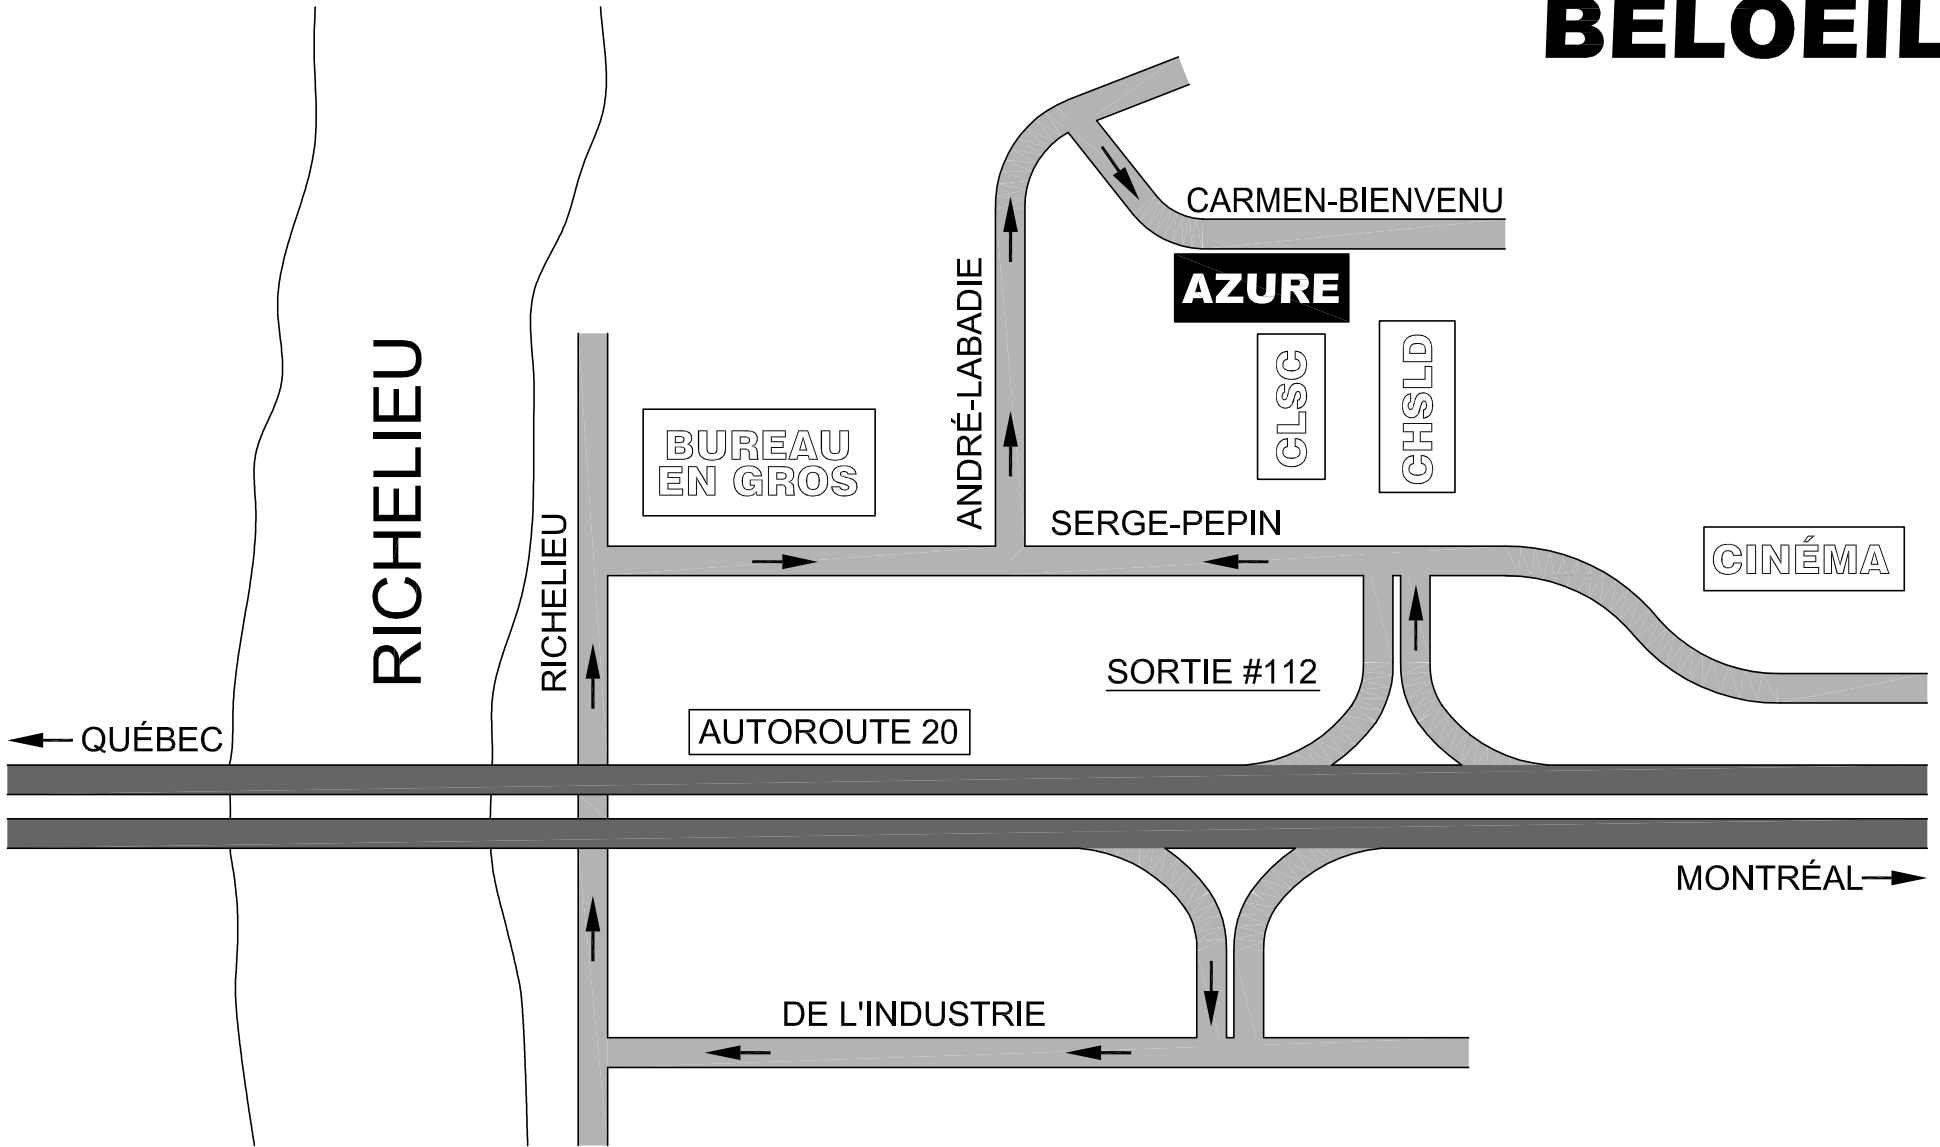 BELOEIL
CARMEN-BIENVENU
AZURE
ANDRÉ-LABADIE
CLSC
CHSLD
RICHELIEU
BUREAU
EN GROS
SERGE-PEPIN
RICHELIEU
CINÉMA
SORTIE #112
QUÉBEC
AUTOROUTE 20
MONTRÉAL
DE L'INDUSTRIE